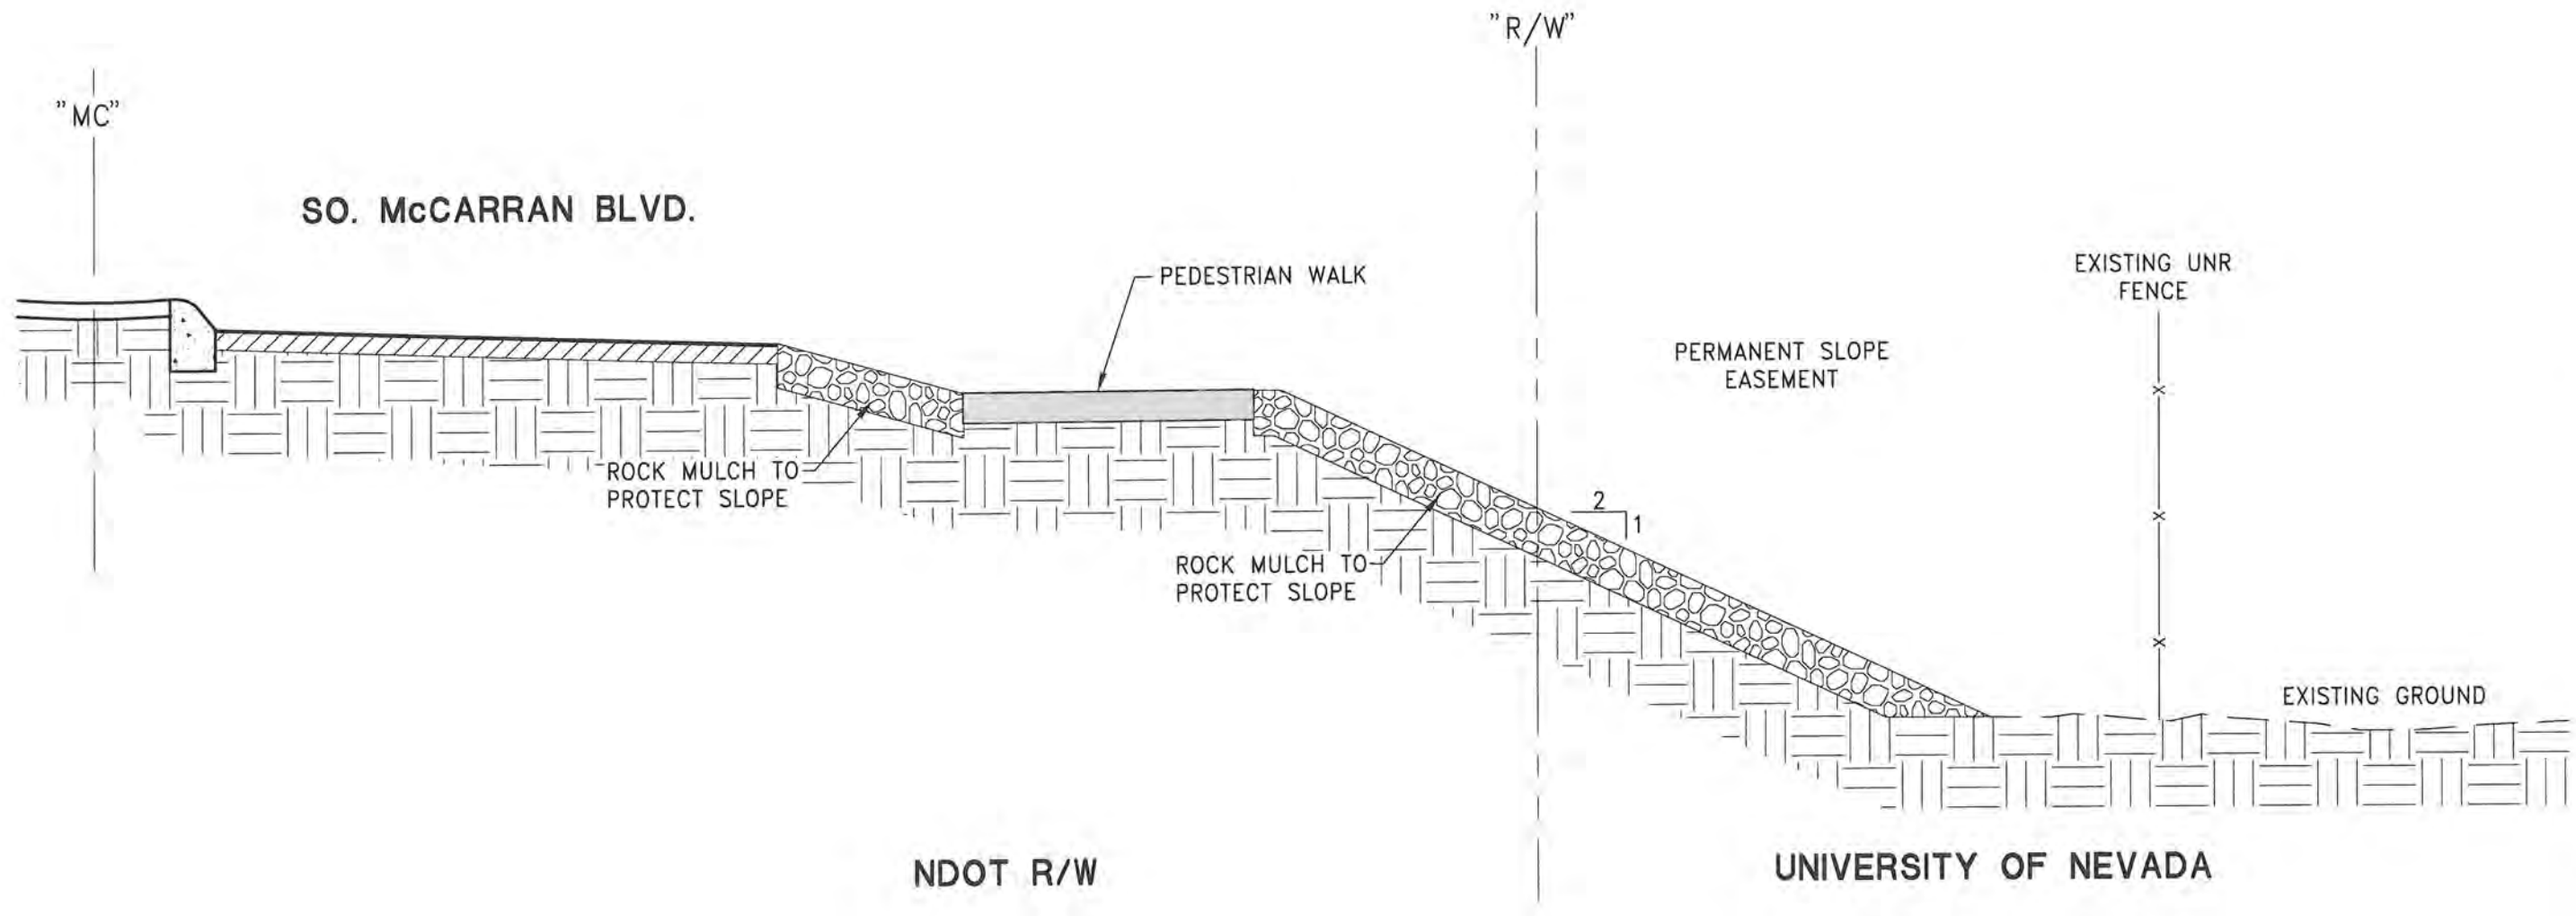 "R/W"
"MC"
SO. McCARRAN BLVD.
PEDESTRIAN WALK
EXISTING UNR
FENCE
PERMANENT SLOPE
EASEMENT
ROCK MULCH TO
PROTECT SLOPE
2
1
ROCK MULCH TO
PROTECT SLOPE
EXISTING GROUND
NDOT R/W
UNIVERSITY OF NEVADA